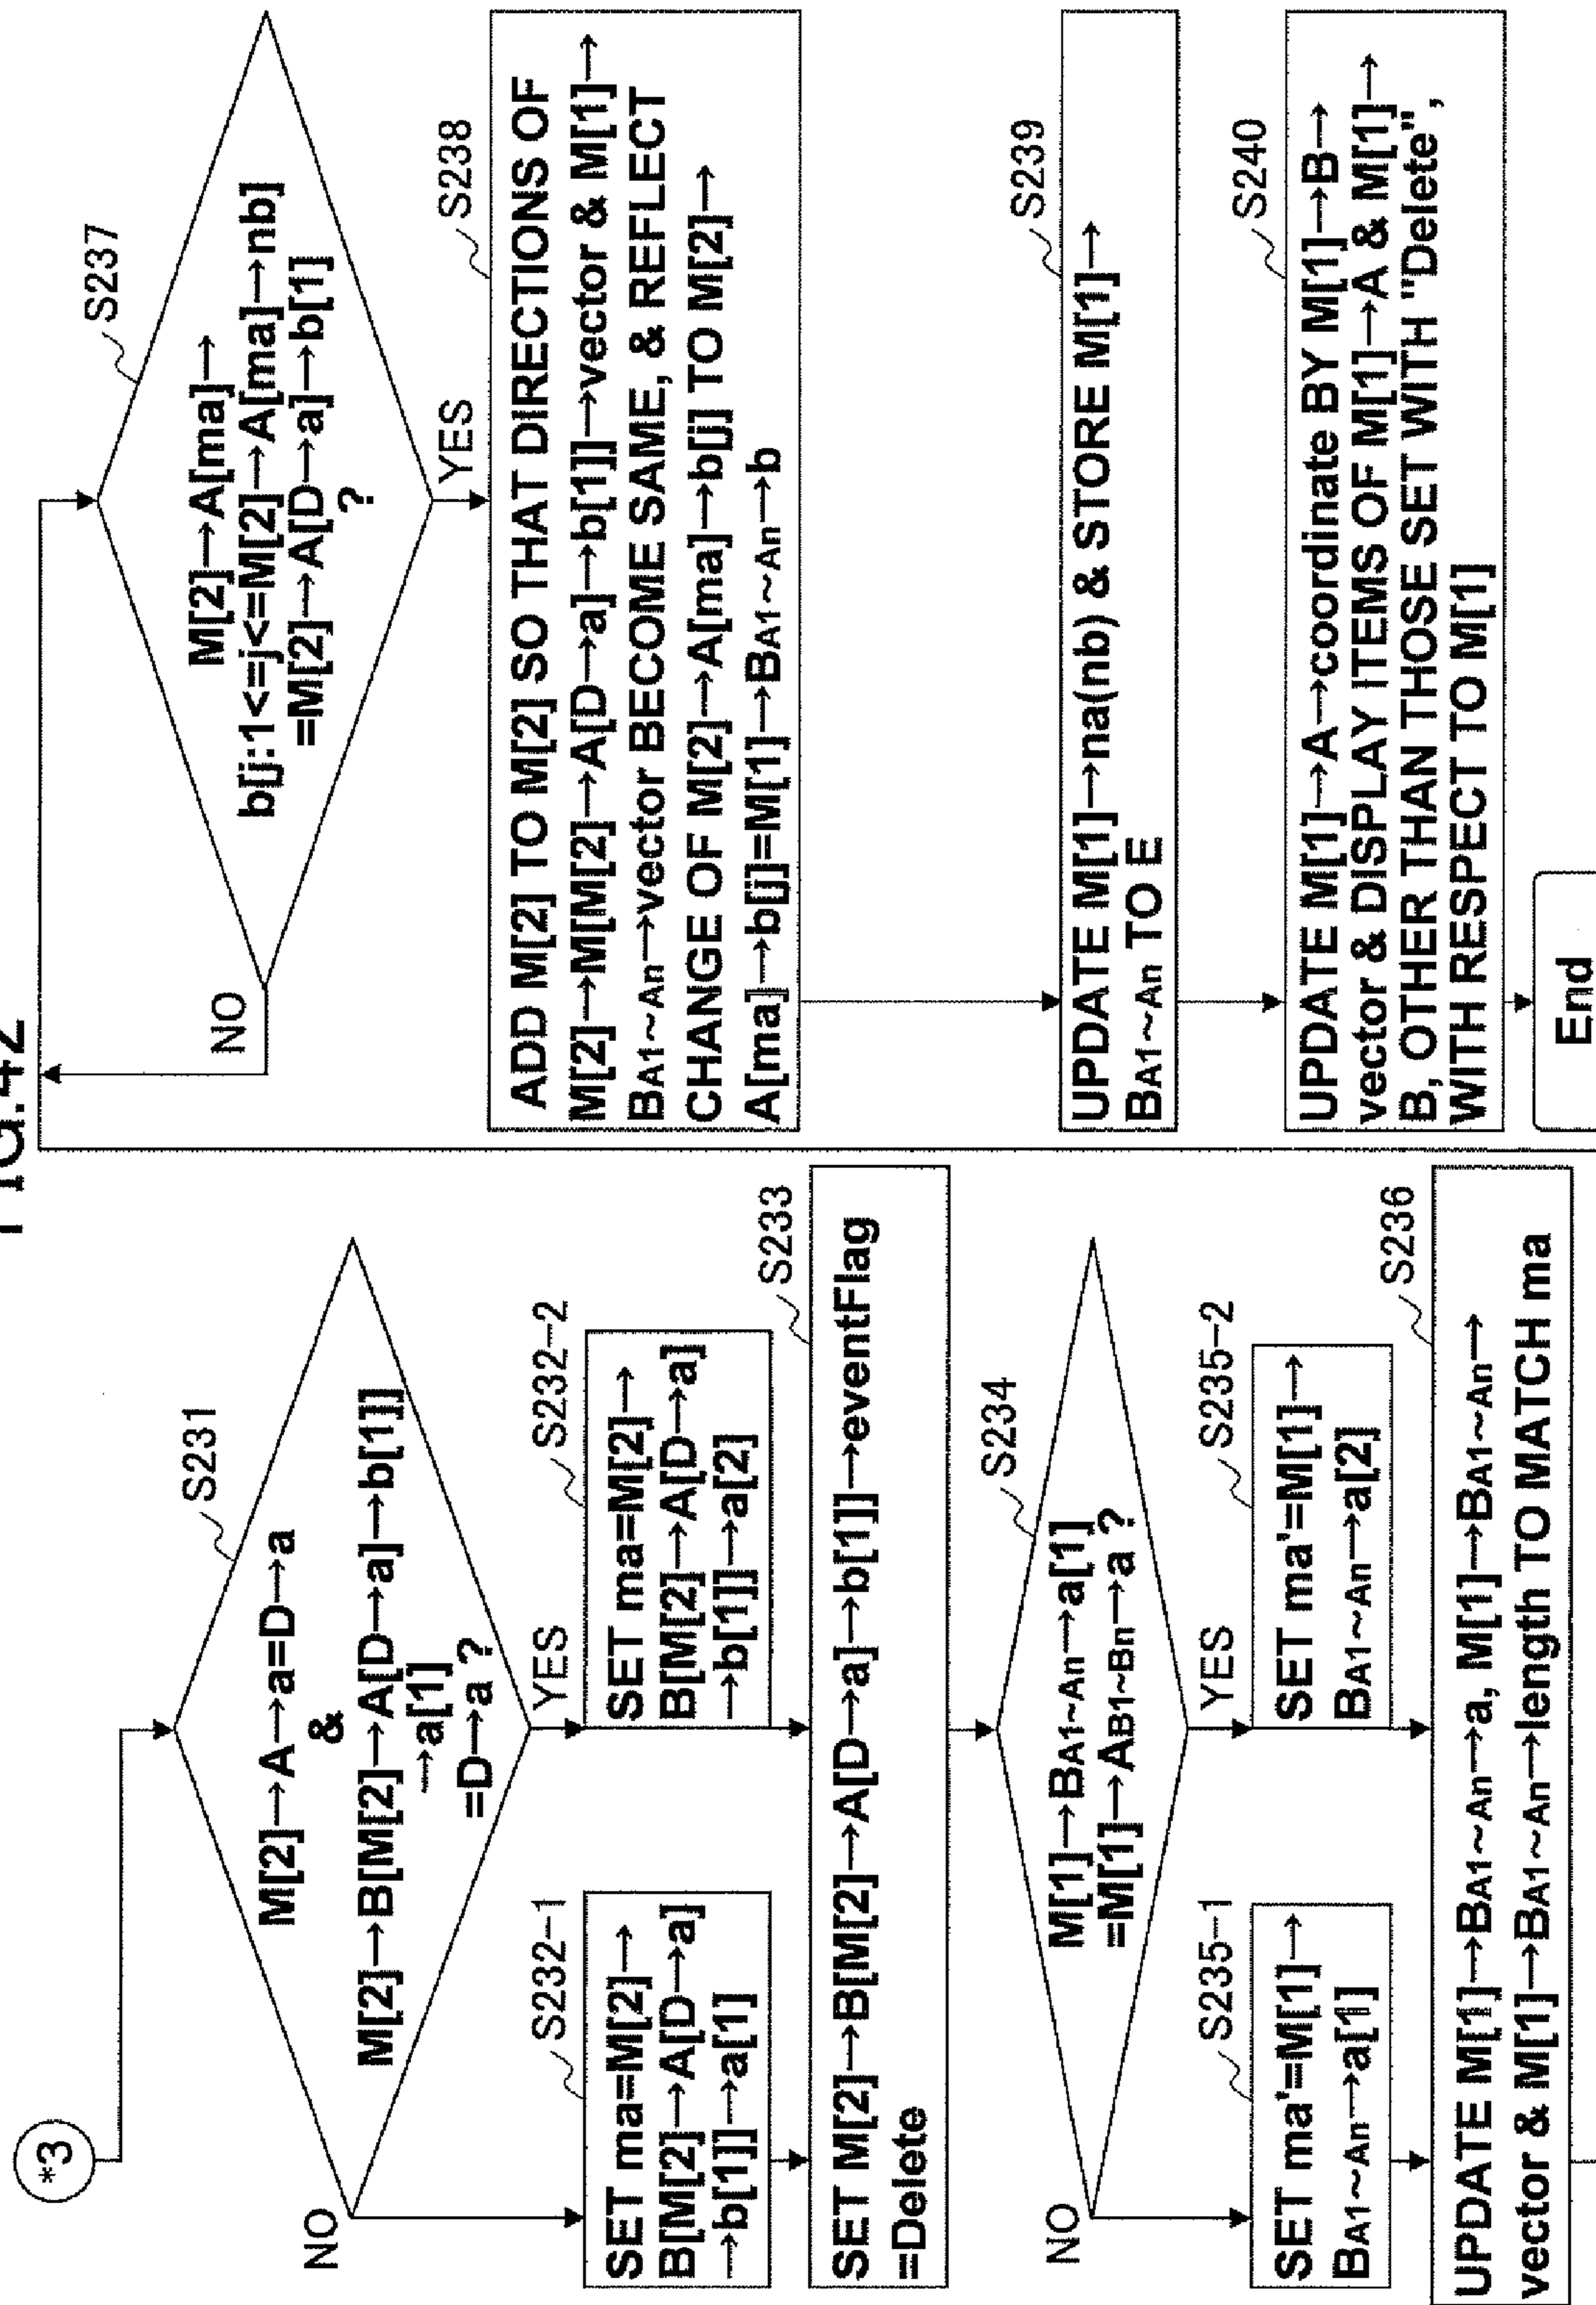 FIG.42
*3
S231
M[2]→A→a=D→a
&
M[2]→B[M[2]→A[D→a]→b[1]]
→a[1]
=D→a ?
NO
YES
S232-1
SET ma=M[2]→
B[M[2]→A[D→a]
→b[1]]→a[1]
S232-2
SET ma=M[2]→
B[M[2]→A[D→a]
→b[1]]→a[2]
S233
SET M[2]→B[M[2]→A[D→a]→b[1]]→eventFlag
=Delete
S234
M[1]→BA1~An→a[1]
=M[1]→AB1~Bn→a ?
NO
YES
S235-1
SET ma'=M[1]→
BA1~An→a[1]
S235-2
SET ma'=M[1]→
BA1~An→a[2]
S236
UPDATE M[1]→BA1~An→a, M[1]→BA1~An→
vector & M[1]→BA1~An→length TO MATCH ma
S237
M[2]→A[ma]→
b[j:1<=j<=M[2]→A[ma]→nb]
=M[2]→A[D→a]→b[1]
?
NO
YES
S238
ADD M[2] TO M[2] SO THAT DIRECTIONS OF
M[2]→M[M[2]→A[D→a]→b[1]]→vector & M[1]→
BA1~An→vector BECOME SAME, & REFLECT
CHANGE OF M[2]→A[ma]→b[j] TO M[2]→
A[ma]→b[j]=M[1]→BA1~An→b
S239
UPDATE M[1]→na(nb) & STORE M[1]→
BA1~An TO E
S240
UPDATE M[1]→A→coordinate BY M[1]→B→
vector & DISPLAY ITEMS OF M[1]→A & M[1]→
B, OTHER THAN THOSE SET WITH "Delete",
WITH RESPECT TO M[1]
End